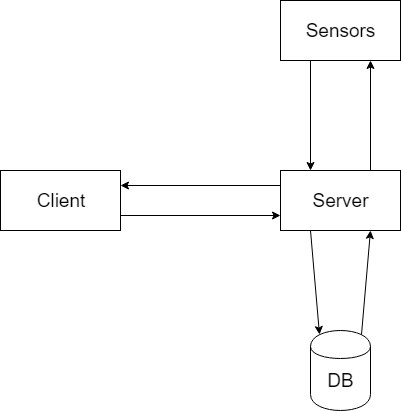 Sensors
Client
Server
DB